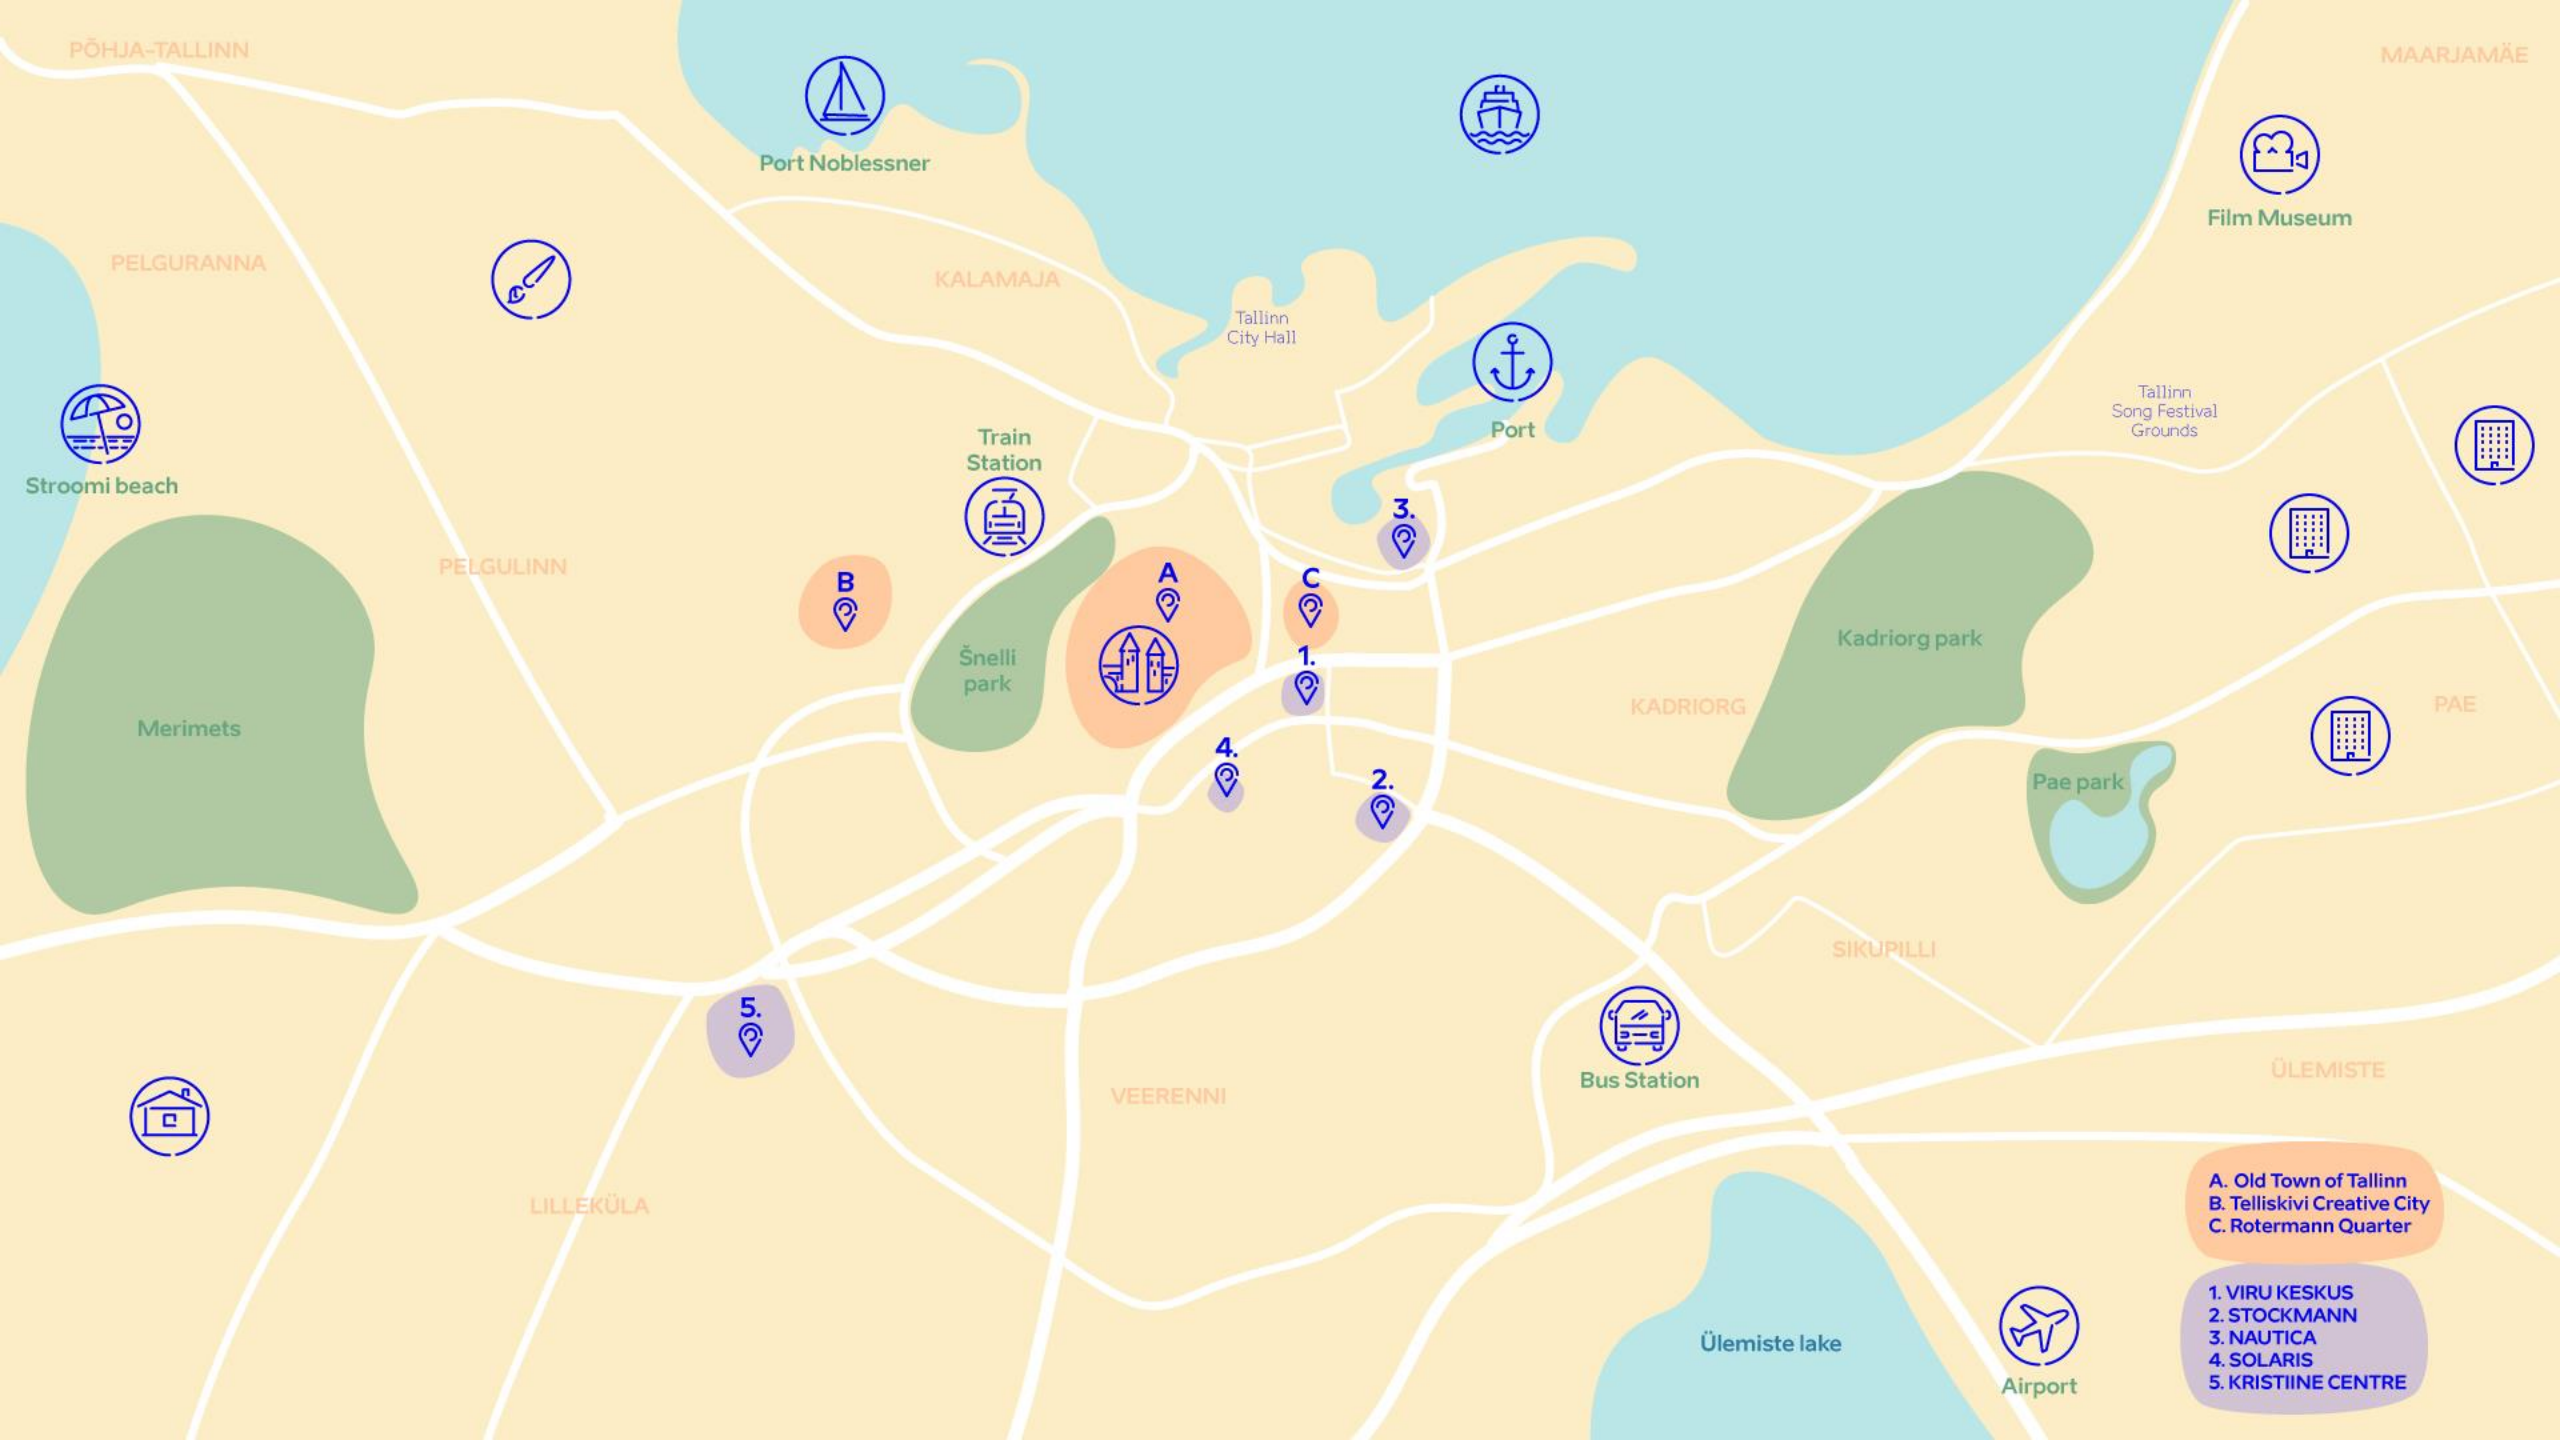 PÕHJA-TALLINN
MAARJAMÄE
Port Noblessner
Film Museum
PELGURANNA
KALAMAJA
Tallinn
City Hall
Tallinn
Song Festival
Grounds
Port
Train
Station
Stroomi beach
3.
PELGULINN
B
A
C
Šnelli
park
1.
Kadriorg park
KADRIORG
PAE
Merimets
4.
2.
Pae park
SIKUPILLI
5.
Bus Station
VEERENNI
ÜLEMISTE
LILLEKÜLA
A. Old Town of Tallinn
B. Telliskivi Creative City
C. Rotermann Quarter
1. VIRU KESKUS
2. STOCKMANN
3. NAUTICA
4. SOLARIS
5. KRISTIINE CENTRE
Ülemiste lake
Airport